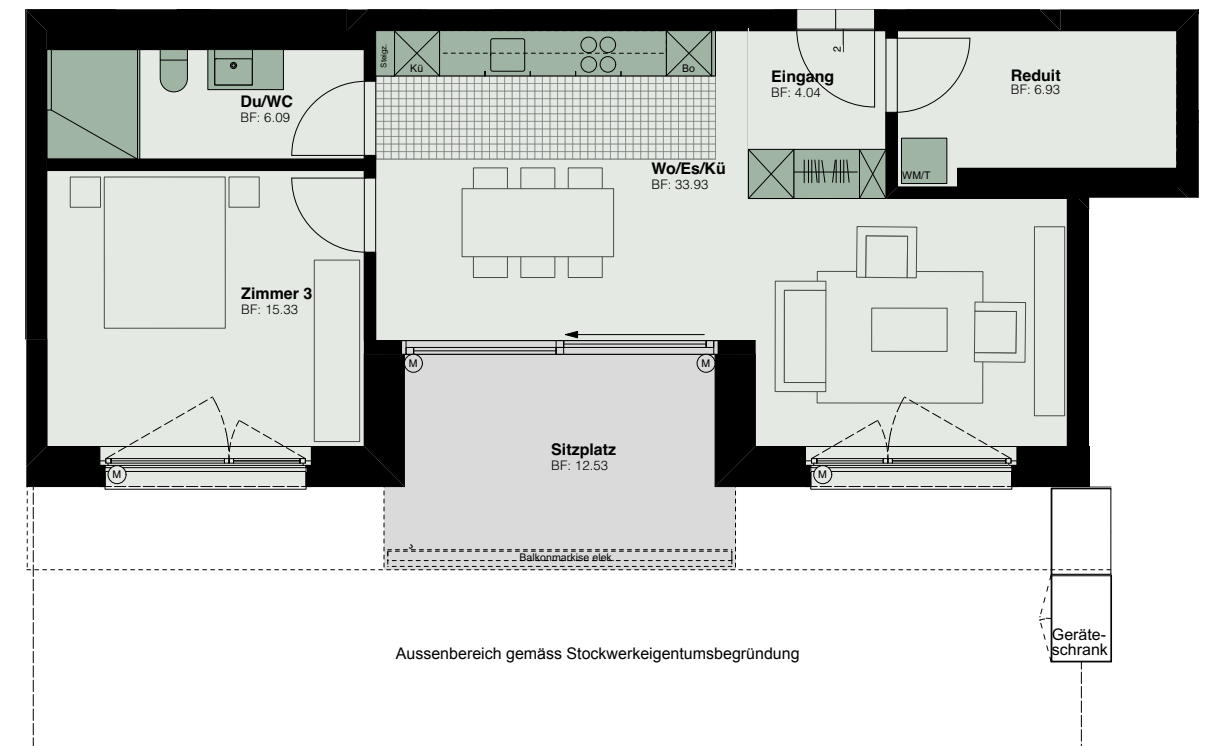 Steigz.
Kü
Bo
2
Eingang
BF: 4.04
Reduit
BF: 6.93
Du/WC
BF: 6.09
Wo/Es/Kü
BF: 33.93
WM/T
Zimmer 3
BF: 15.33
M
M
Sitzplatz
BF: 12.53
M
M
Balkonmarkise elek.
Aussenbereich gemäss Stockwerkeigentumsbegründung
Geräte-
schrank